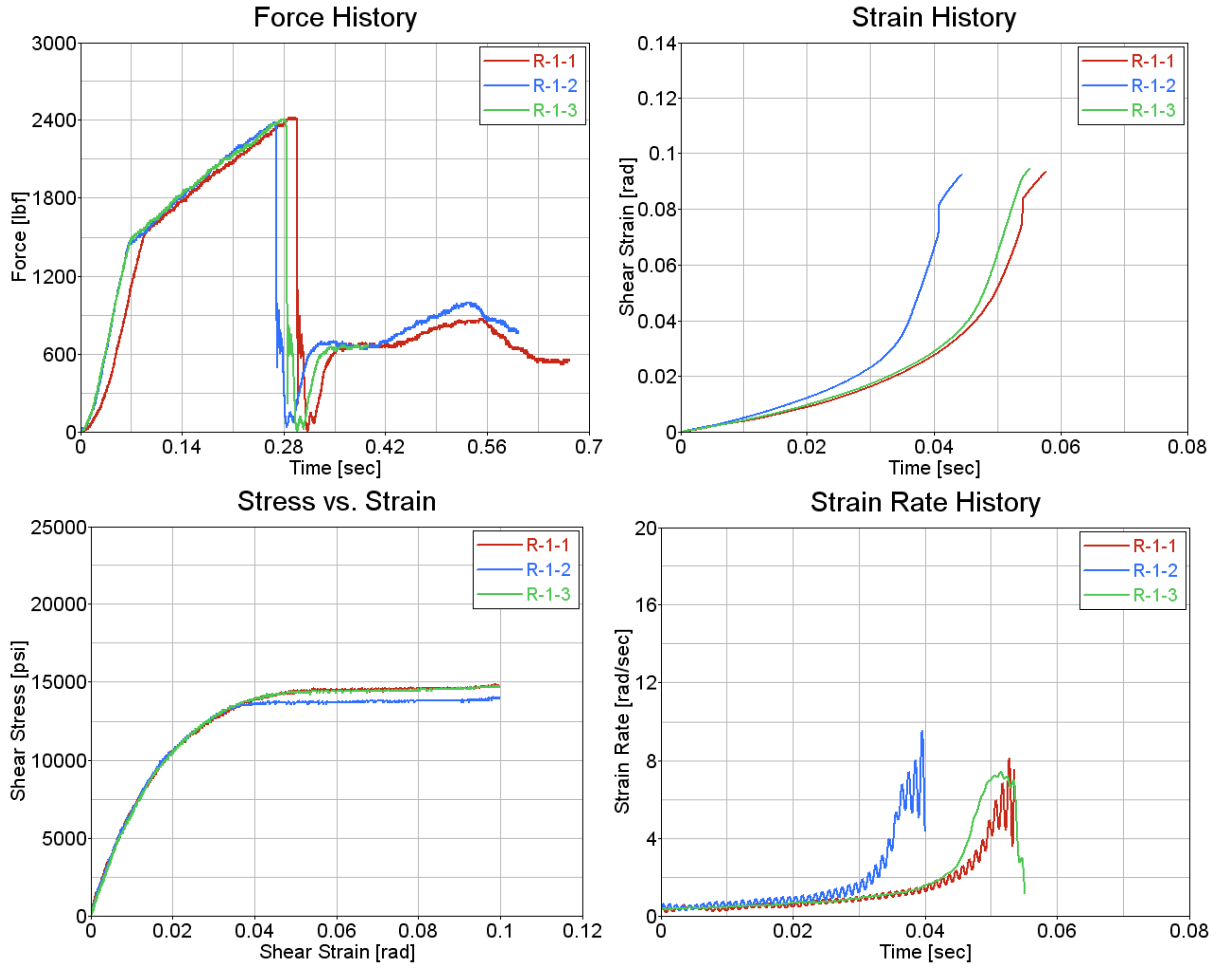 Force History
3000
2400
1800
1200
600
0
Force [lbf]
R-1-1
R-1-2
R-1-3
0 0.14 0.28 0.42 0.56 0.7
Time [sec]
Strain History
0.14
0.12
0.1
0.08
0.06
0.04
0.02
0
Shear Strain [rad]
R-1-1
R-1-2
R-1-3
0 0.02 0.04 0.06 0.08
Time [sec]
Stress vs. Strain
25000
20000
15000
10000
5000
0
Shear Stress [psi]
R-1-1
R-1-2
R-1-3
0 0.02 0.04 0.06 0.08 0.1 0.12
Shear Strain [rad]
Strain Rate History
20
16
12
8
4
0
Strain Rate [rad/sec]
R-1-1
R-1-2
R-1-3
0 0.02 0.04 0.06 0.08
Time [sec]